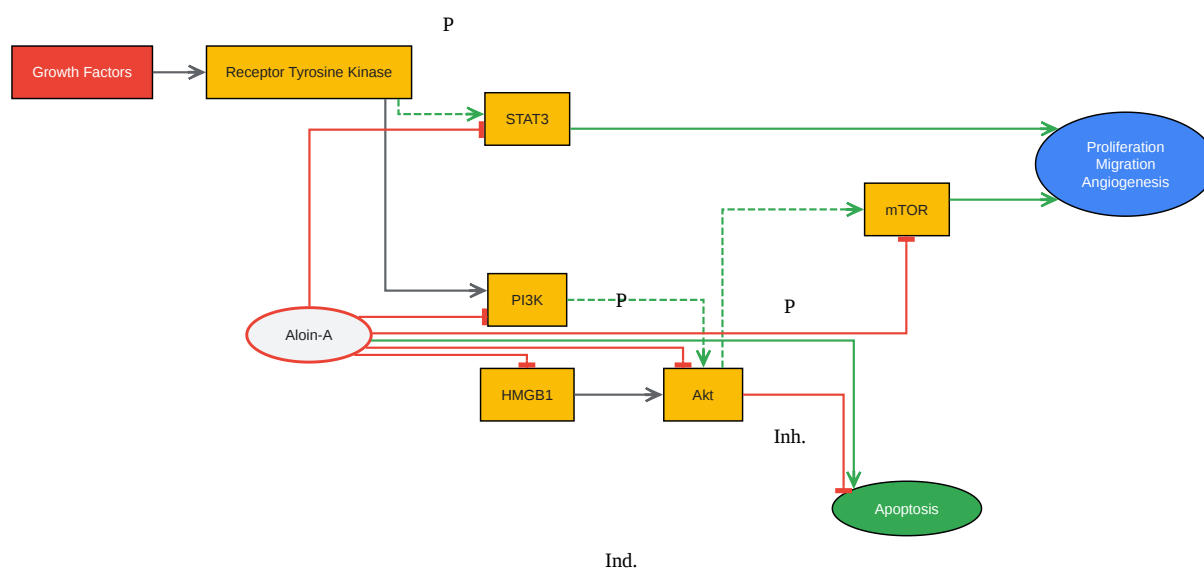 P
Growth Factors
Receptor Tyrosine Kinase
STAT3
Proliferation
Migration
Angiogenesis
mTOR
PI3K
P
P
Aloin-A
HMGB1
Akt
Inh.
Apoptosis
Ind.